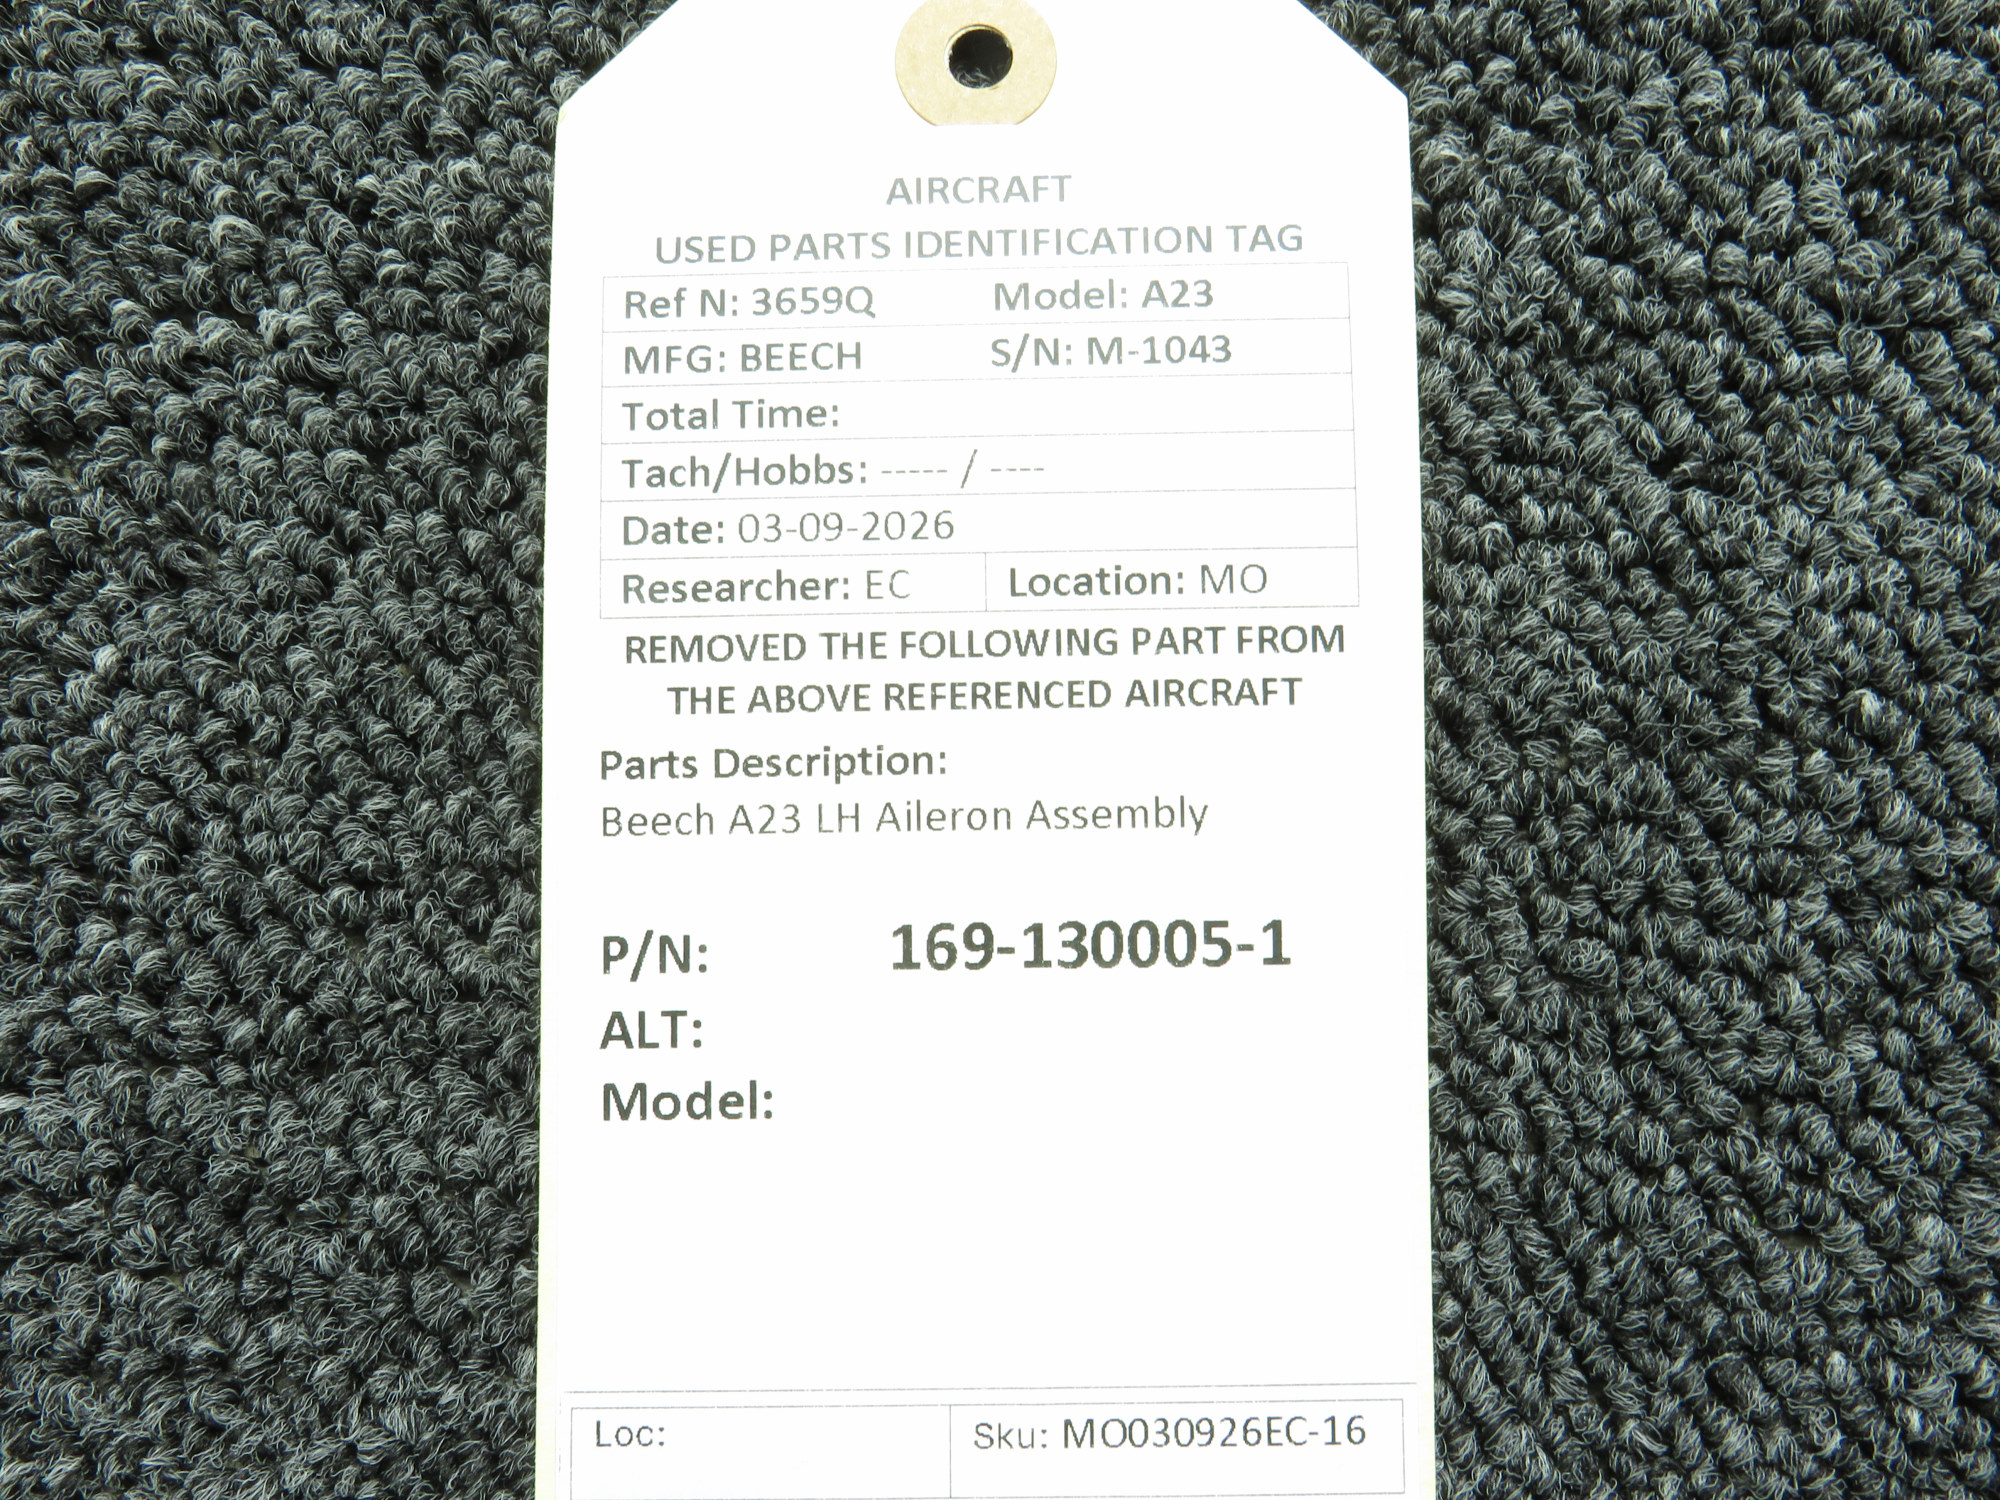 AIRCRAFT
USED PARTS IDENTIFICATION TAG
Ref N: 3659Q Model: A23
MFG: BEECH S/N: M-1043
Total Time:
Tach/Hobbs: ----- / ----
Date: 03-09-2026
Researcher: EC Location: MO
REMOVED THE FOLLOWING PART FROM
THE ABOVE REFERENCED AIRCRAFT
Parts Description:
Beech A23 LH Aileron Assembly
P/N: 169-130005-1
ALT:
Model:
Loc: Sku: MO030926EC-16